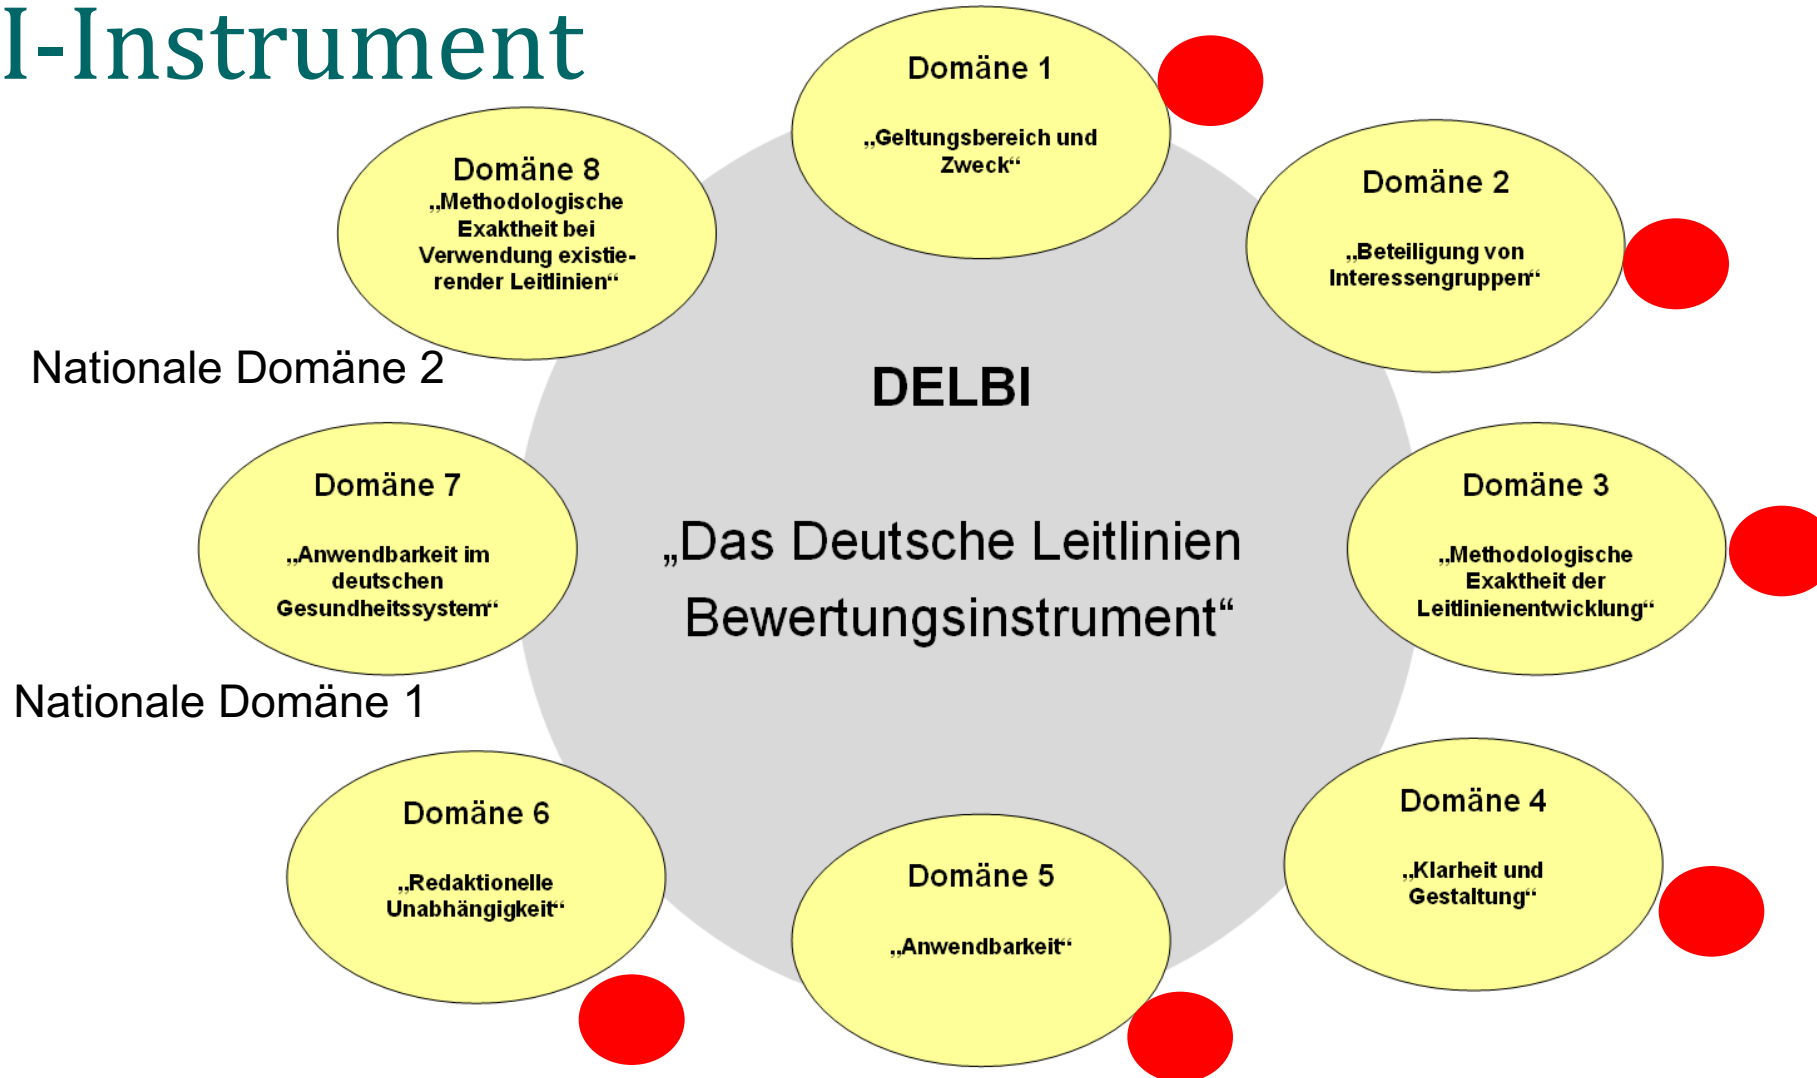 I-Instrument
Domäne 1
„Geltungsbereich und
Zweck“
Domäne 2
„Beteiligung von
Interessengruppen“
Domäne 3
„Methodologische
Exaktheit der
Leitlinienentwicklung“
Domäne 4
„Klarheit und
Gestaltung“
Domäne 5
„Anwendbarkeit“
Domäne 6
„Redaktionelle
Unabhängigkeit“
Nationale Domäne 1
Domäne 7
„Anwendbarkeit im
deutschen
Gesundheitssystem“
Nationale Domäne 2
Domäne 8
„Methodologische
Exaktheit bei
Verwendung existie-
render Leitlinien“
DELBI
„Das Deutsche Leitlinien
Bewertungsinstrument“